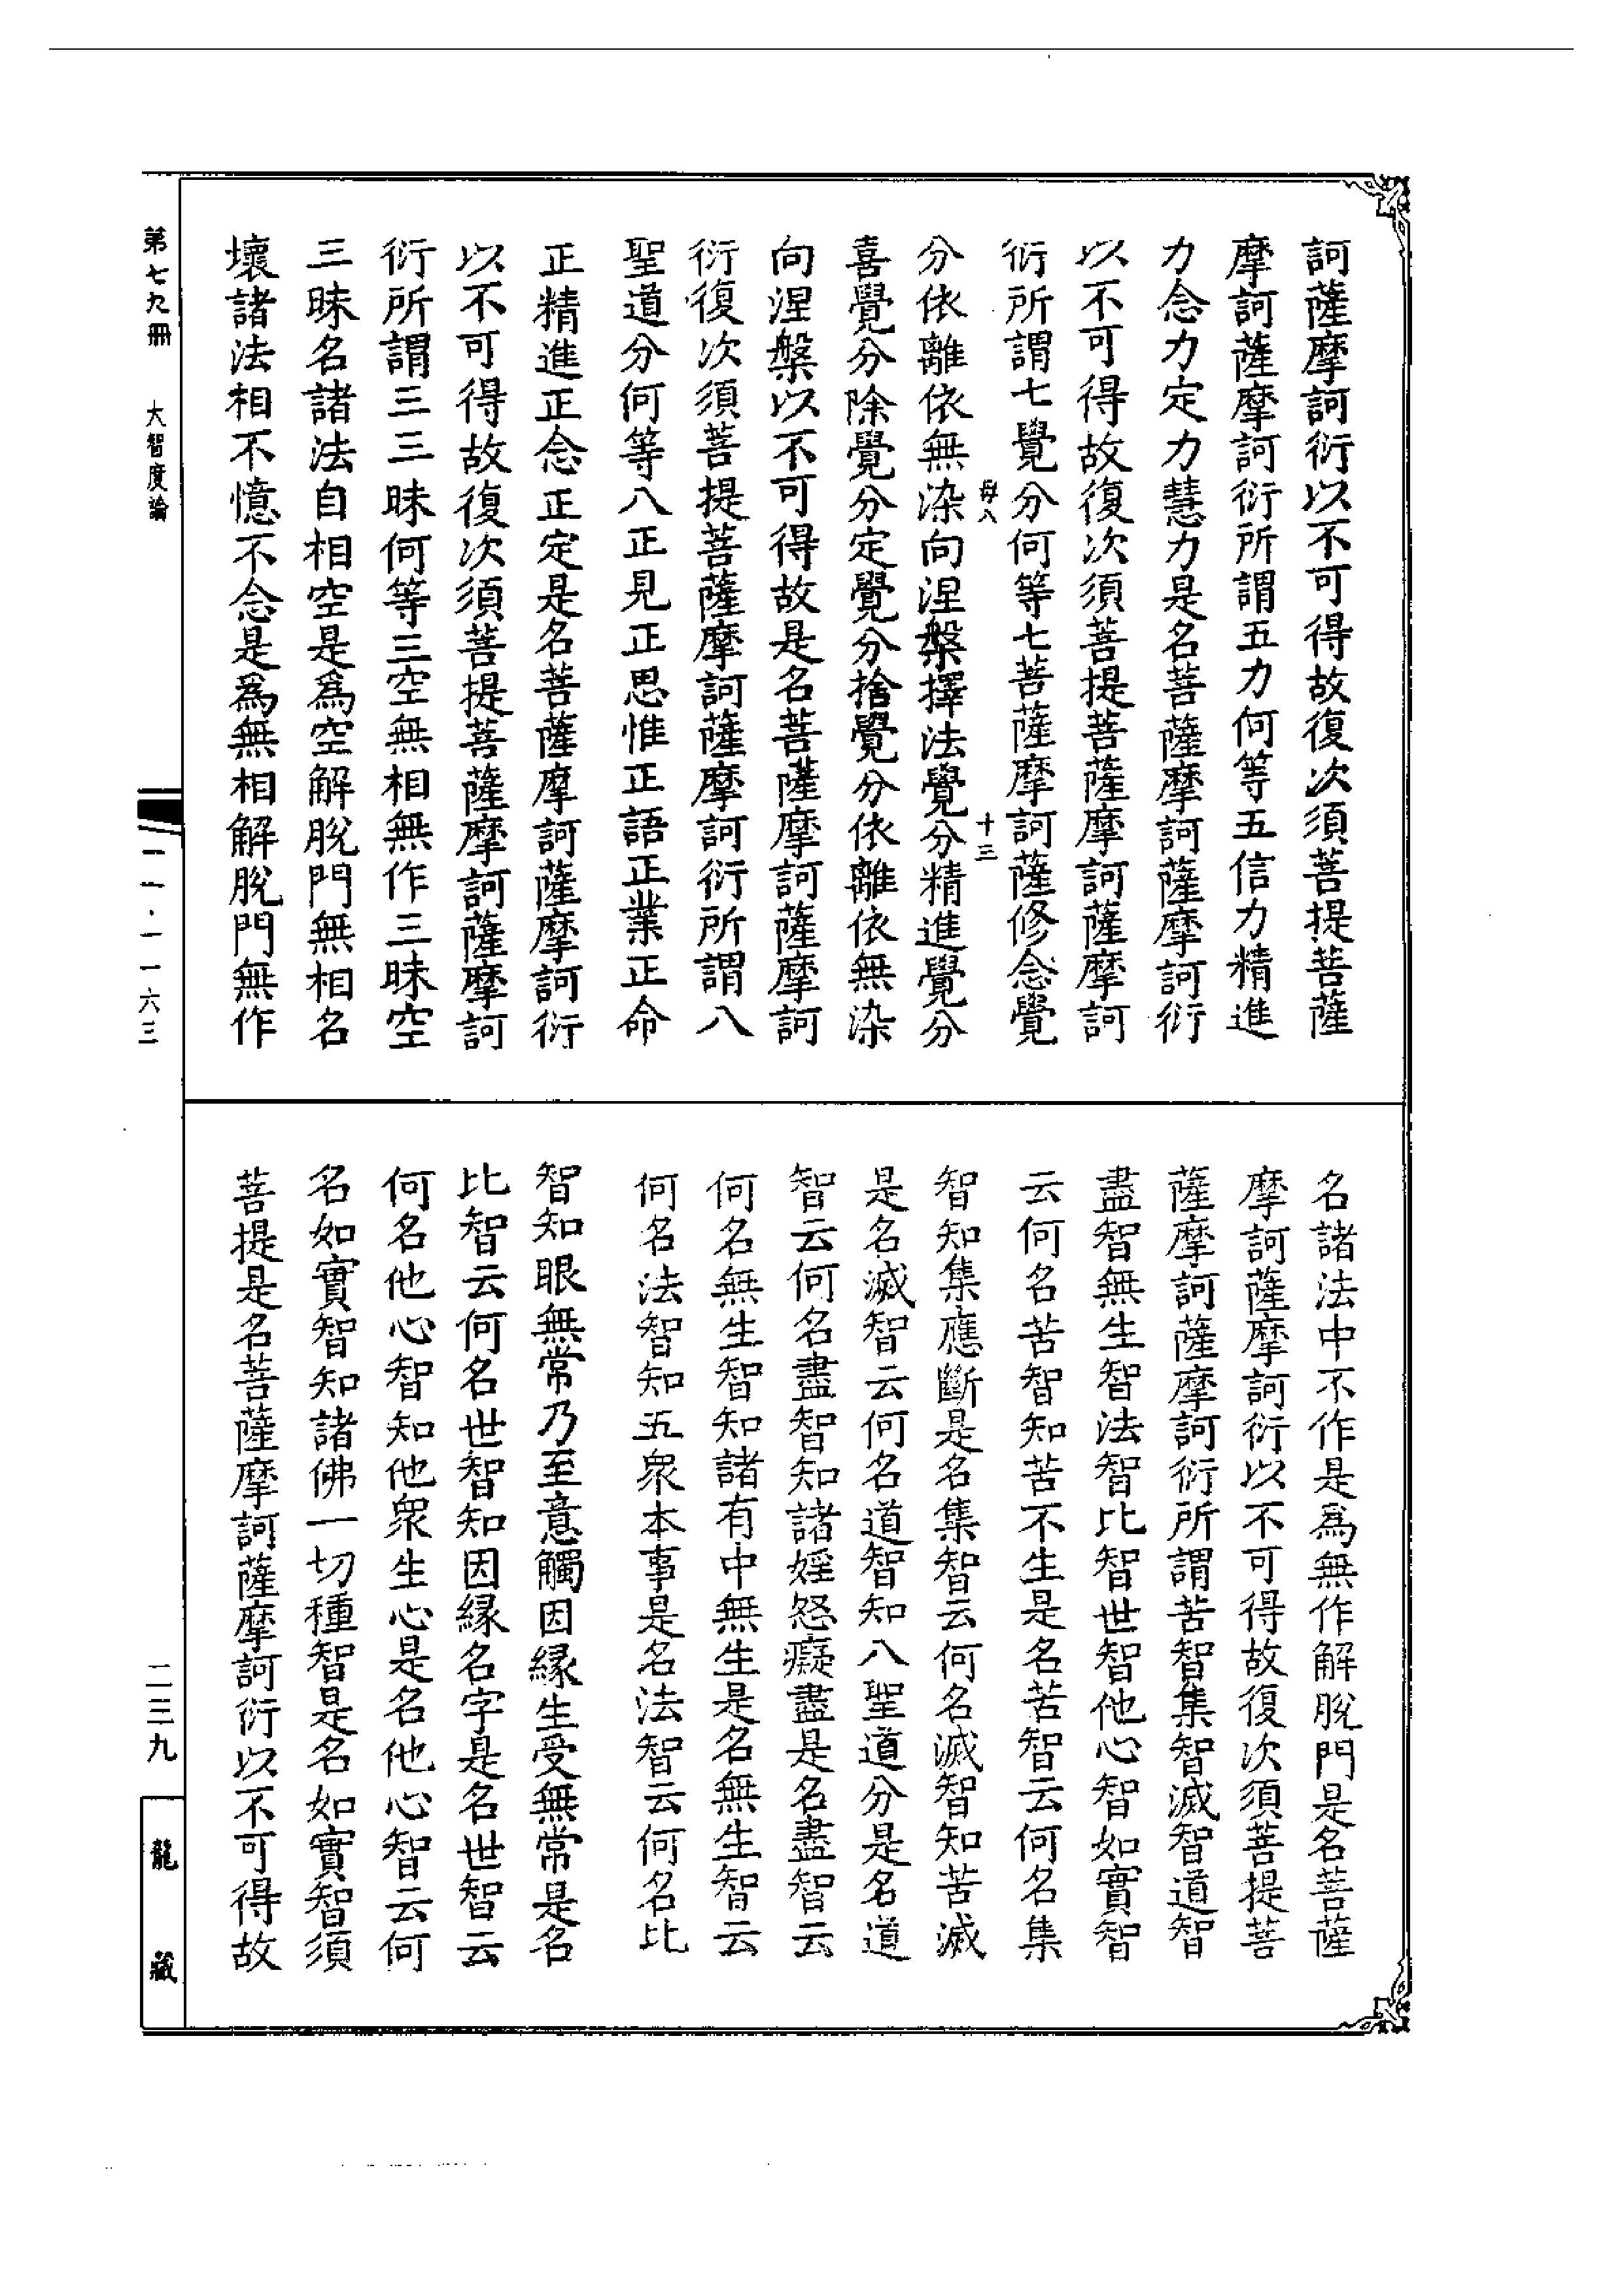 訶薩摩訶衍以不可得故復次須菩提菩薩
摩訶薩摩訶衍所謂五力何等五信力精進
力念力定力慧力是名菩薩摩訶薩摩訶衍
以不可得故復次須菩提菩薩摩訶薩摩訶
衍所謂七覺分何等七菩薩摩訶薩修念覺
毋八 十三
分依離依無染向涅槃擇法覺分精進覺分
喜覺分除覺分定覺分捨覺分依離依無染
向涅槃以不可得故是名菩薩摩訶薩摩訶
衍復次須菩提菩薩摩訶薩摩訶衍所謂八
聖道分何等八正見正思惟正語正業正命
正精進正念正定是名菩薩摩訶薩摩訶衍
以不可得故復次須菩提菩薩摩訶薩摩訶
衍所謂三三昧何等三空無相無作三昧空
三昧名諸法自相空是爲空解脫門無相名
壞諸法相不憶不念是爲無相解脫門無作
名諸法中不作是爲無作解脫門是名菩薩
摩訶薩摩訶衍以不可得故復次須菩提菩
薩摩訶薩摩訶衍所謂苦智集智滅智道智
盡智無生智法智比智世智他心智如實智
云何名苦智知苦不生是名苦智云何名集
智知集應斷是名集智云何名滅智知苦滅
是名滅智云何名道智知八聖道分是名道
智云何名盡智知諸婬怒癡盡是名盡智云
何名無生智知諸有中無生是名無生智云
何名法智知五衆本事是名法智云何名比
智知眼無常乃至意觸因緣生受無常是名
比智云何名世智知因緣名字是名世智云
何名他心智知他衆生心是名他心智云何
名如實智知諸佛一切種智是名如實智須
菩提是名菩薩摩訶薩摩訶衍以不可得故
第七九冊 大智度論
一一·一一六三
二三九
龍藏